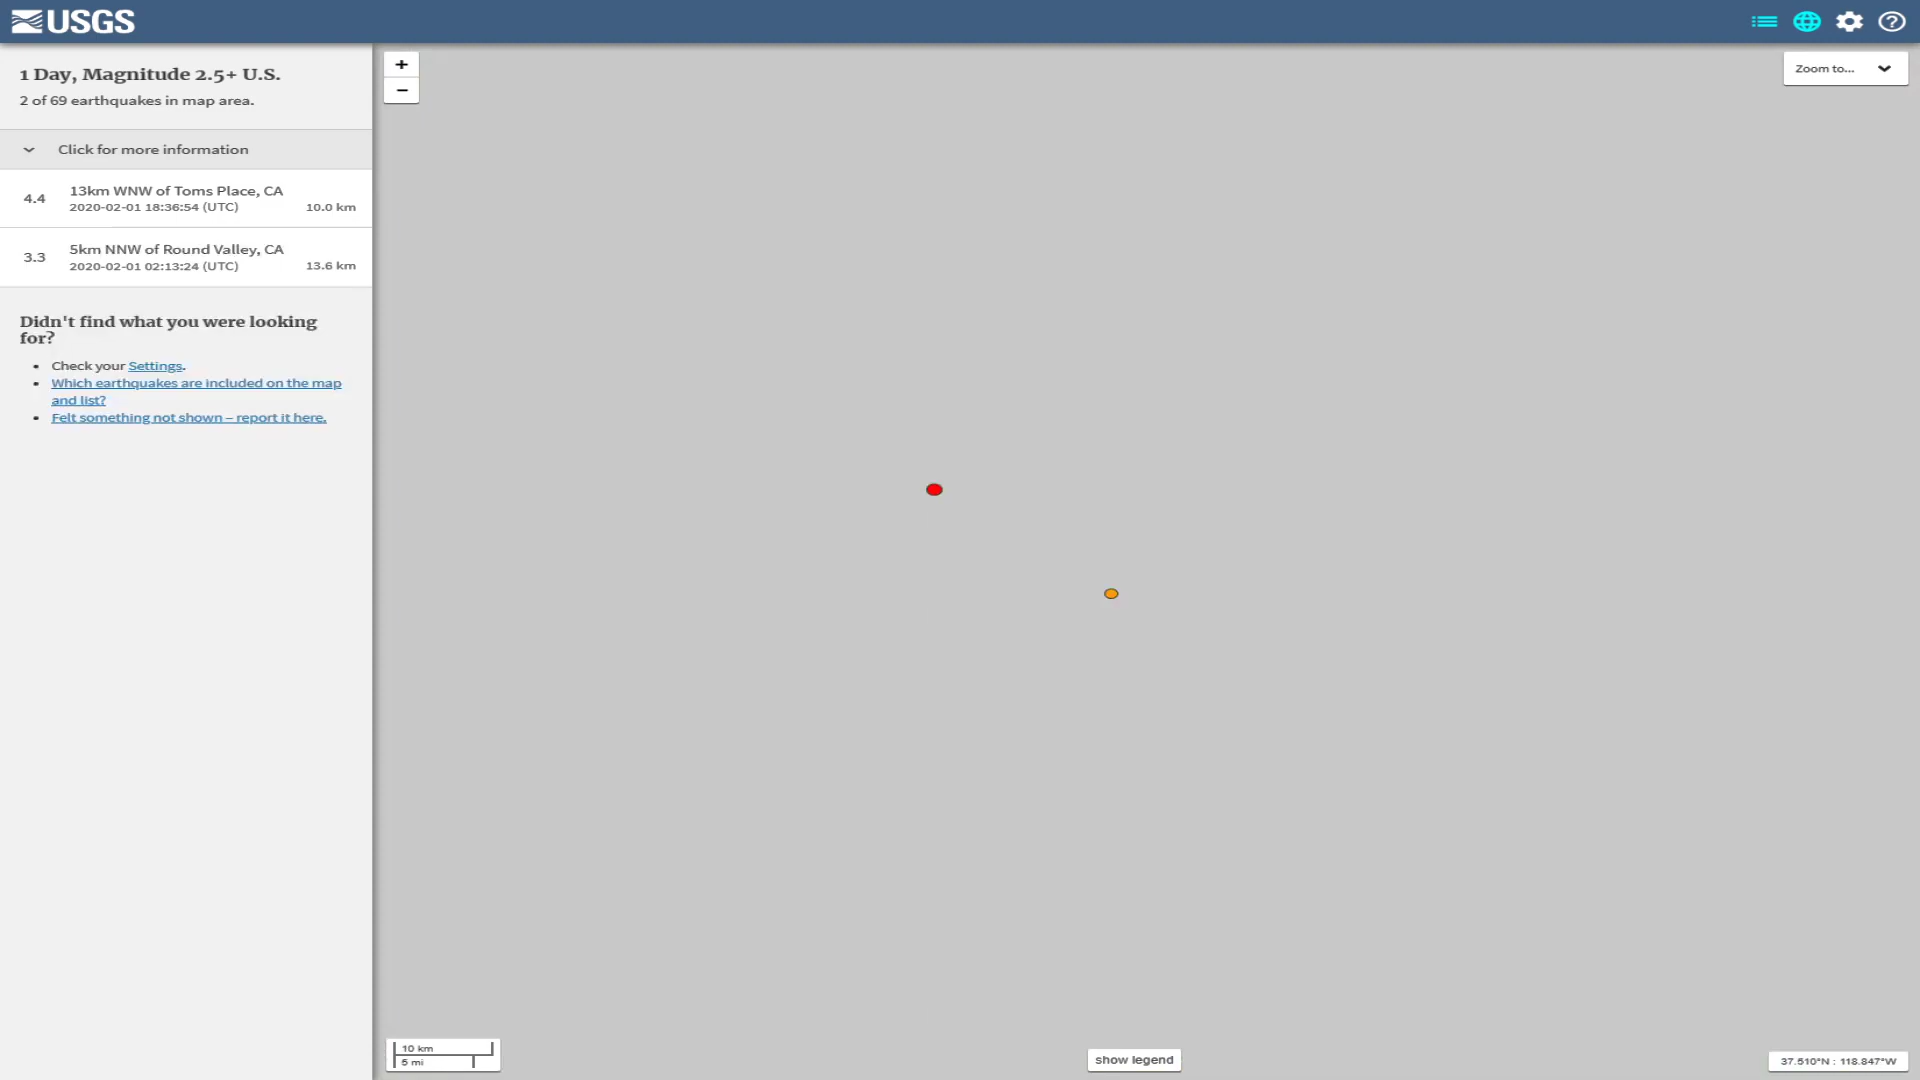 USGS
1 Day, Magnitude 2.5+ U.S.
2 of 69 earthquakes in map area.
Click for more information
4.4
13km WNW of Toms Place, CA
2020-02-01 18:36:54 (UTC)
10.0 km
3.3
5km NNW of Round Valley, CA
2020-02-01 02:13:24 (UTC)
13.6 km
Didn't find what you were looking
for?
Check your Settings.
Which earthquakes are included on the map
and list?
Felt something not shown – report it here.
+
−
Zoom to...
10 km
5 mi
show legend
37.510°N : 118.847°W